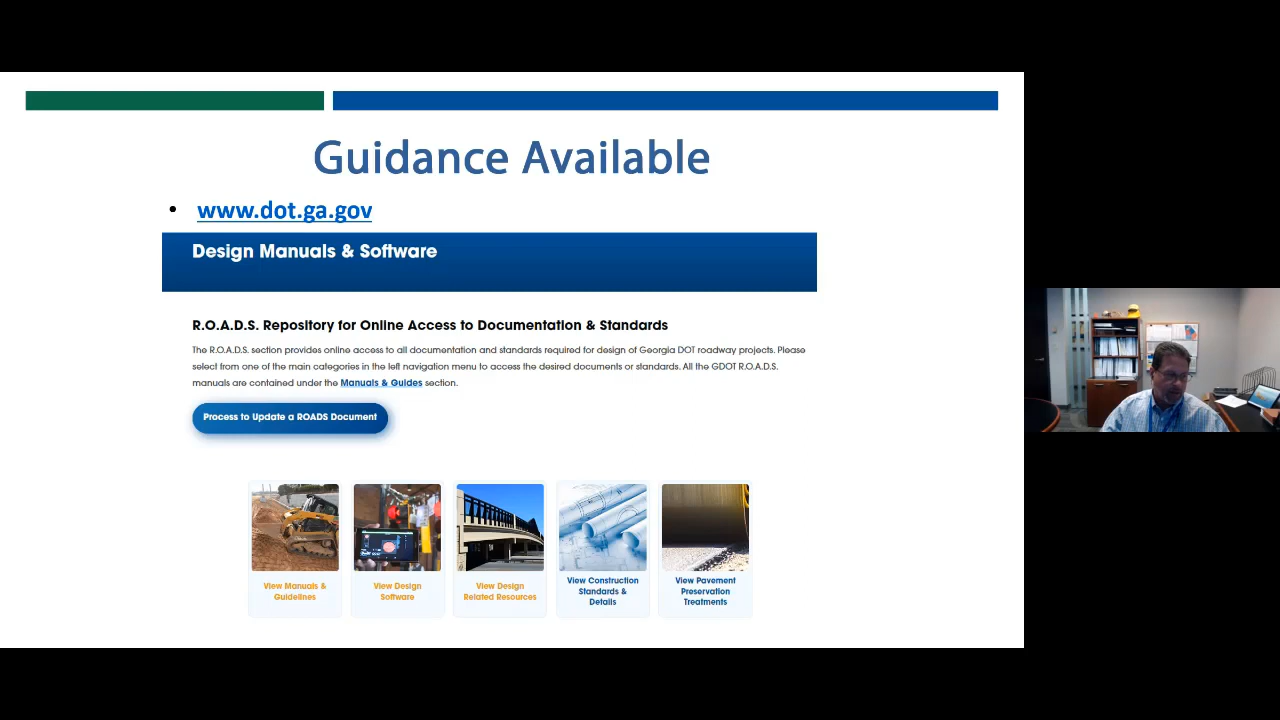 Guidance Available
• www.dot.ga.gov
Design Manuals & Software
R.O.A.D.S. Repository for Online Access to Documentation & Standards
The R.O.A.D.S. section provides online access to all documentation and standards required for design of Georgia DOT roadway projects. Please
select from one of the main categories in the left navigation menu to access the desired documents or standards. All the GDOT R.O.A.D.S.
manuals are contained under the Manuals & Guides section.
Process to Update a ROADS Document
View Manuals &
Guidelines
View Design
Software
View Design
Related Resources
View Construction
Standards &
Details
View Pavement
Preservation
Treatments